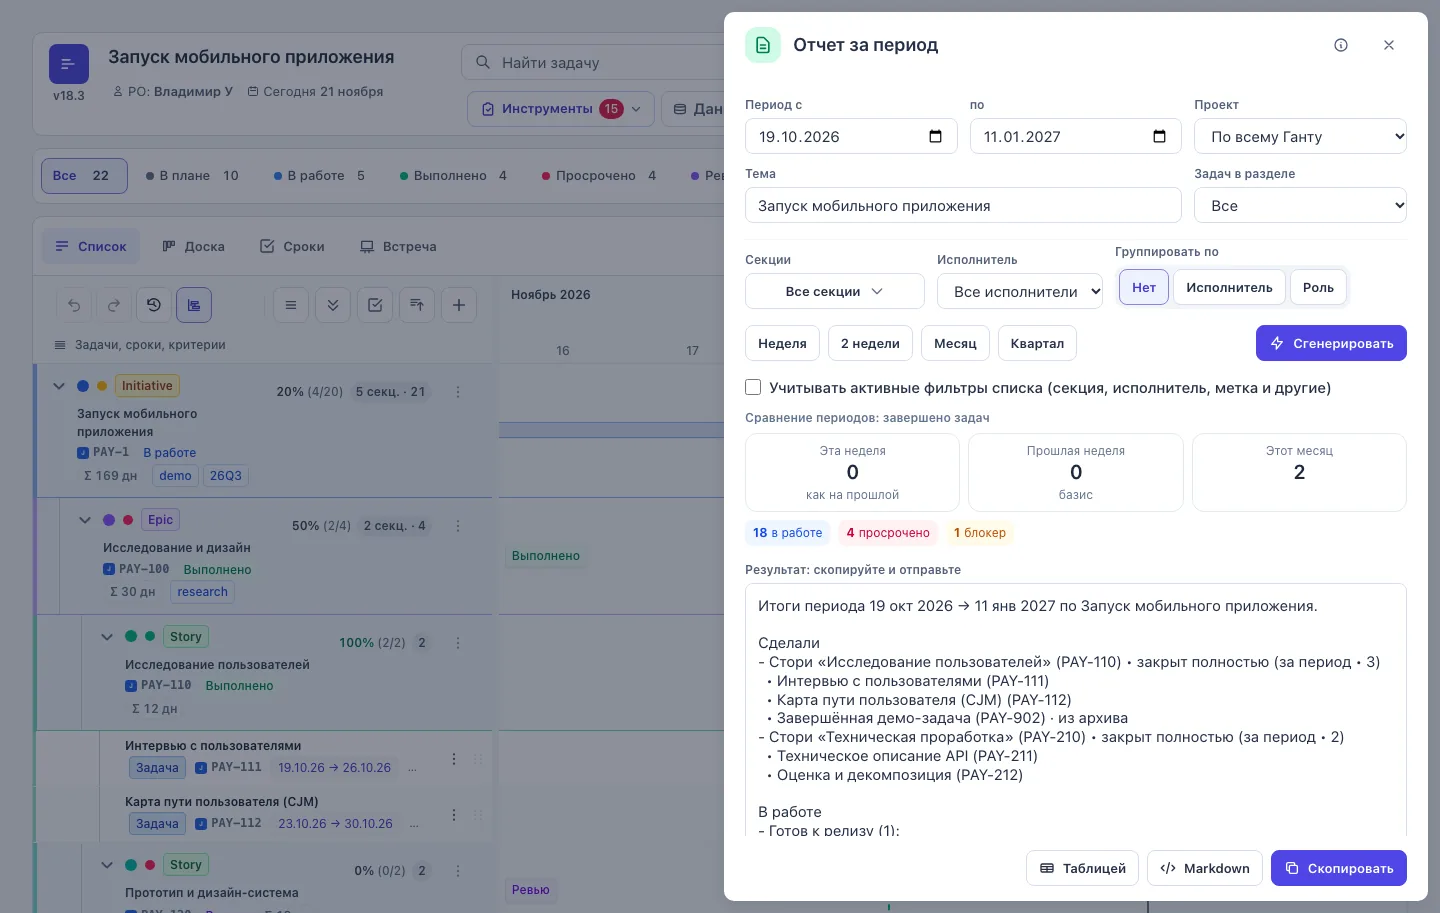 Запуск мобильного приложения
v18.3
PO: Владимир У
Сегодня 21 ноября
Найти задачу
Инструменты 15
Дан
Все 22
В плане 10
В работе 5
Выполнено 4
Просрочено 4
Рев
Список
Доска
Сроки
Встреча
Ноябрь 2026
Задачи, сроки, критерии
16
17
Initiative
20% (4/20)
5 секц. · 21
Запуск мобильного
приложения
PAY-1 В работе
Σ 169 дн
demo
26Q3
Epic
50% (2/4)
2 секц. · 4
Исследование и дизайн
PAY-100 Выполнено
Σ 30 дн
research
Выполнено
Story
100% (2/2)
2
Исследование пользователей
PAY-110 Выполнено
Σ 12 дн
Интервью с пользователями
Задача PAY-111 19.10.26 → 26.10.26 ...
Карта пути пользователя (CJM)
Задача PAY-112 23.10.26 → 30.10.26 ...
Story
0% (0/2)
2
Прототип и дизайн-система
Ревью
Отчет за период
Период с
по
Проект
19.10.2026
11.01.2027
По всему Ганту
Тема
Задач в разделе
Запуск мобильного приложения
Все
Секции
Исполнитель
Группировать по
Все секции
Все исполнители
Нет
Исполнитель
Роль
Неделя
2 недели
Месяц
Квартал
Сгенерировать
Учитывать активные фильтры списка (секция, исполнитель, метка и другие)
Сравнение периодов: завершено задач
Эта неделя
0
как на прошлой
Прошлая неделя
0
базис
Этот месяц
2
18 в работе
4 просрочено
1 блокер
Результат: скопируйте и отправьте
Итоги периода 19 окт 2026 → 11 янв 2027 по Запуск мобильного приложения.
Сделали
- Стори «Исследование пользователей» (PAY-110) • закрыт полностью (за период • 3)
• Интервью с пользователями (PAY-111)
• Карта пути пользователя (CJM) (PAY-112)
• Завершённая демо-задача (PAY-902) · из архива
- Стори «Техническая проработка» (PAY-210) • закрыт полностью (за период • 2)
• Техническое описание API (PAY-211)
• Оценка и декомпозиция (PAY-212)
В работе
- Готов к релизу (1):
Таблицей
Markdown
Скопировать